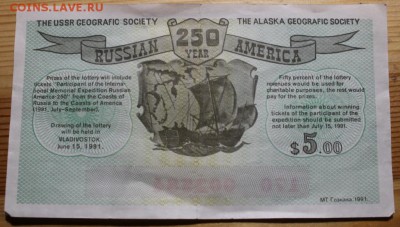 COINS.LAVE.RU
THE USSR GEOGRAFIC SOCIETY
THE ALASKA GEOGRAFIC SOCIETY
RUSSIAN 250 AMERICA
YEAR
Prizes of the lottery will include
tickets "Participant of the Interna-
tional Memorial Expedition Russian
America-250" from the Coasts of
Russia to the Coasts of America
(1991, July-September).
Drawing of the lottery
will be held in
VLADIVOSTOK,
June 15, 1991.
Fifty percent of the lottery
revenues would be used for
charitable purposes, the rest would
pay for the prizes.
Information about winning
tickets of the participant of the
expedition should be submitted
not later than July 15, 1991.
$5.00
МТ Гознака. 1991.